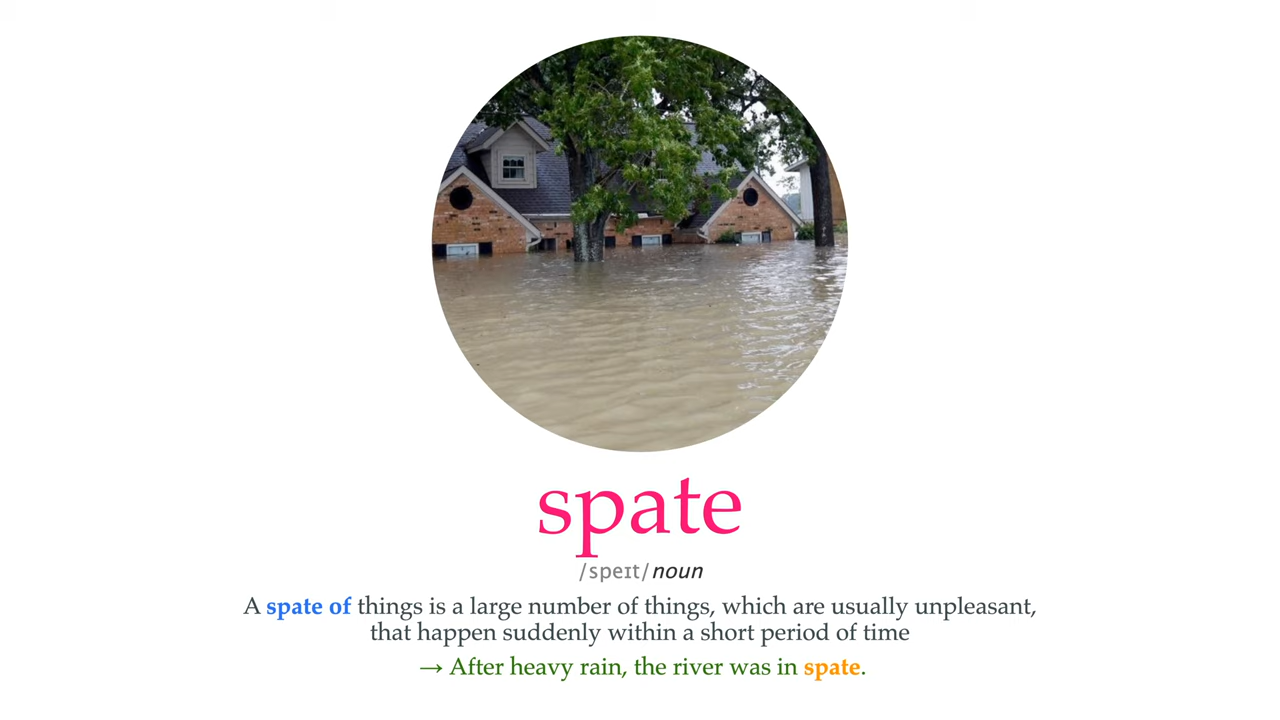 spate
/speɪt/noun
A spate of things is a large number of things, which are usually unpleasant,
that happen suddenly within a short period of time
→ After heavy rain, the river was in spate.